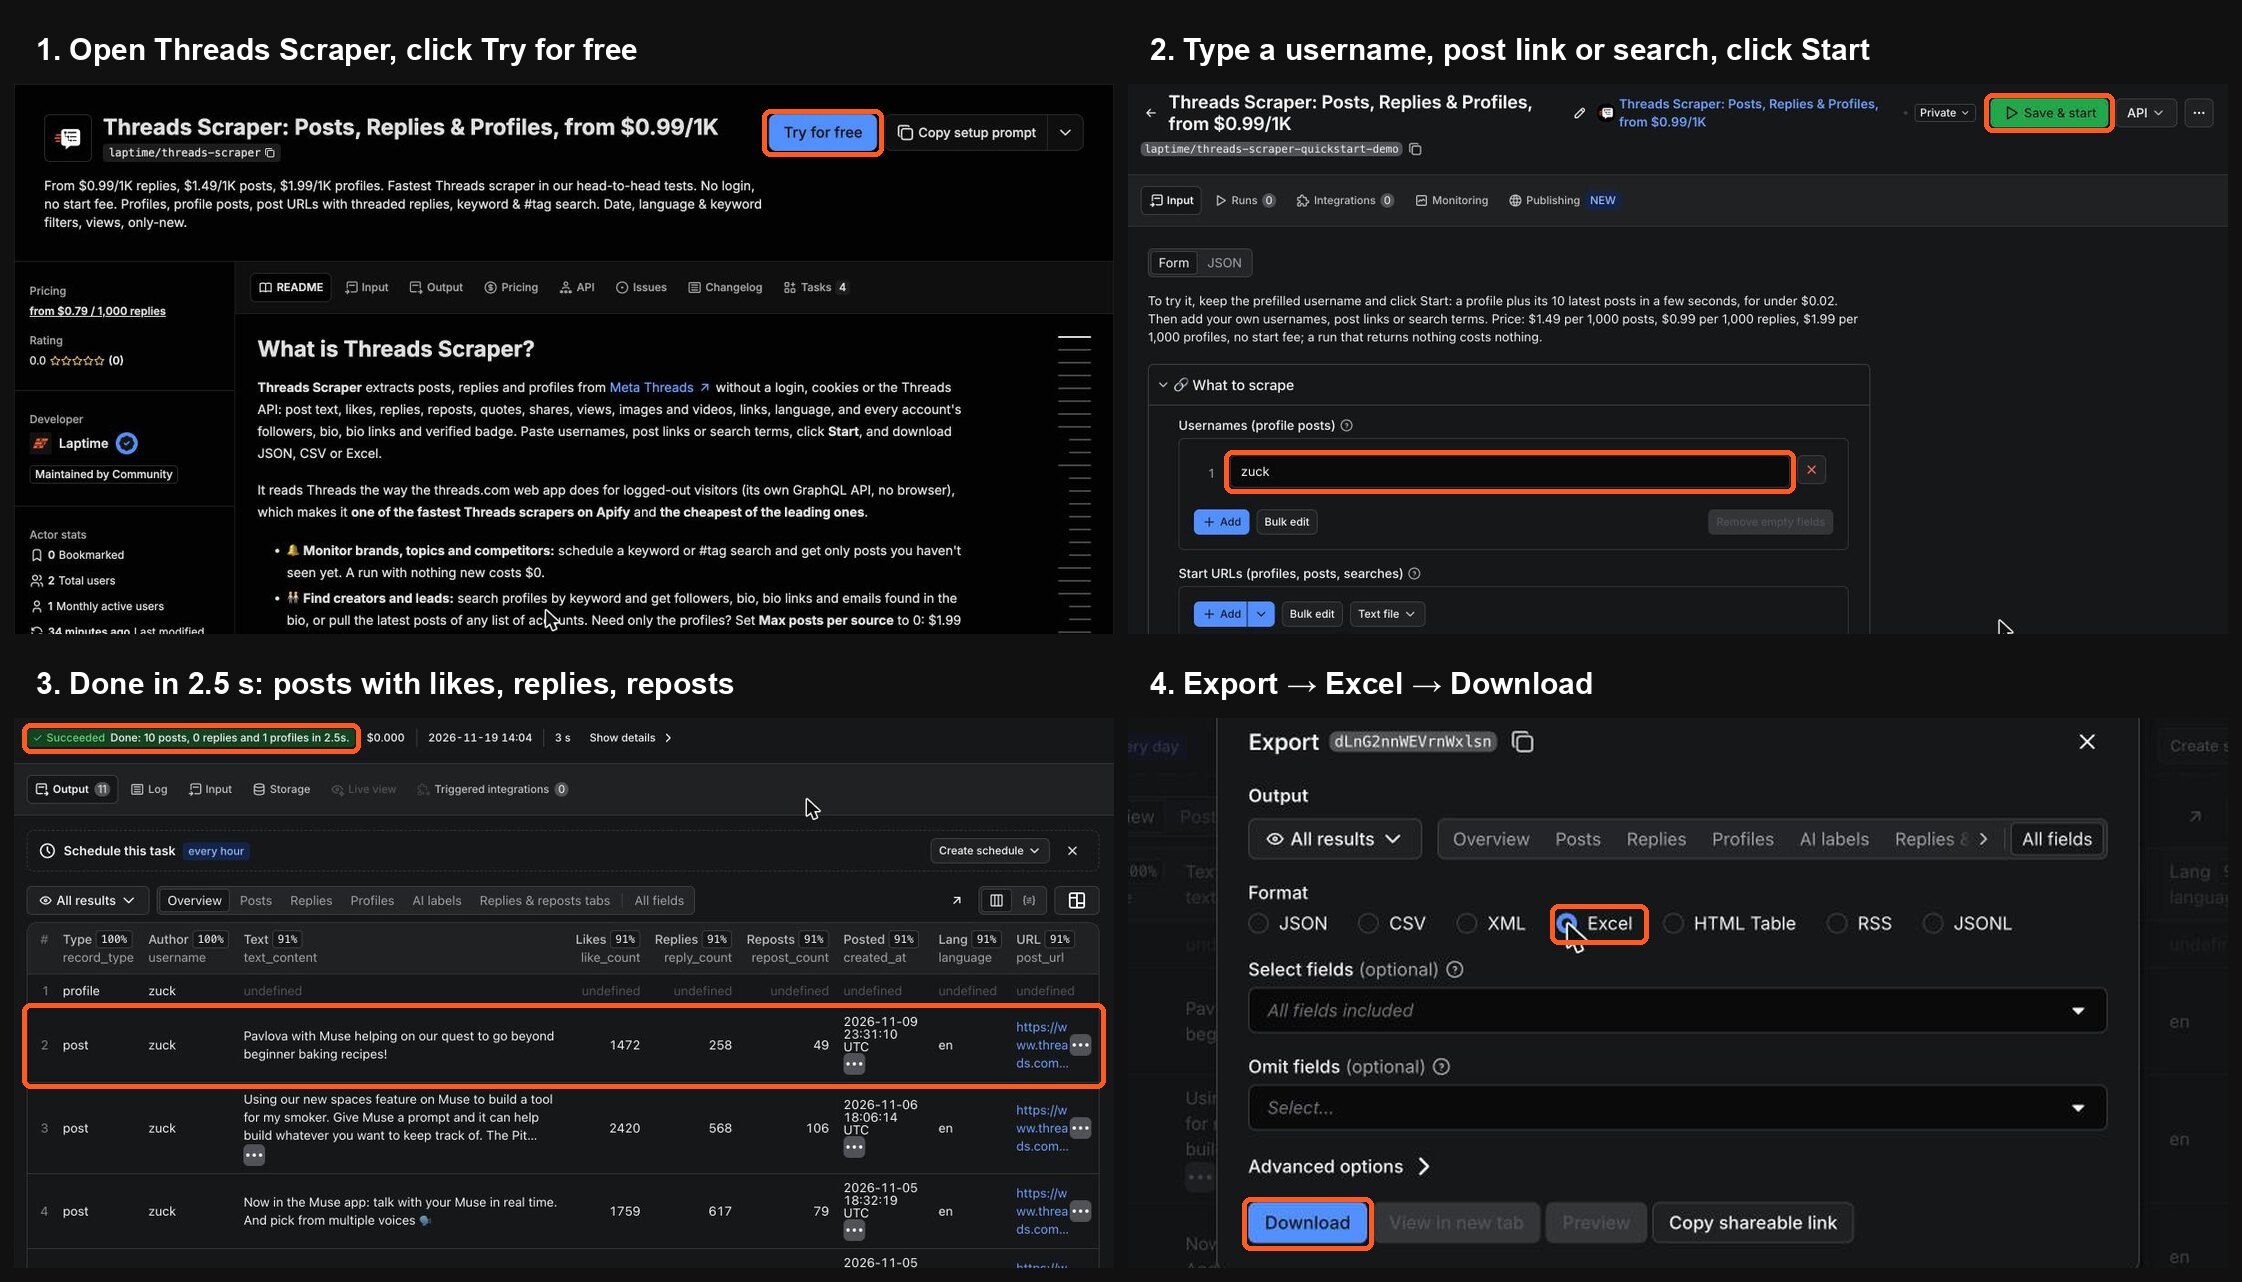 1. Open Threads Scraper, click Try for free
Threads Scraper: Posts, Replies & Profiles, from $0.99/1K
laptime/threads-scraper
Try for free
Copy setup prompt
From $0.99/1K replies, $1.49/1K posts, $1.99/1K profiles. Fastest Threads scraper in our head-to-head tests. No login,
no start fee. Profiles, profile posts, post URLs with threaded replies, keyword & #tag search. Date, language & keyword
filters, views, only-new.
Pricing
from $0.79 / 1,000 replies
Rating
0.0 (0)
Developer
Laptime
Maintained by Community
Actor stats
0 Bookmarked
2 Total users
1 Monthly active users
34 minutes ago Last modified
README Input Output Pricing API Issues Changelog Tasks 4
What is Threads Scraper?
Threads Scraper extracts posts, replies and profiles from Meta Threads ↗ without a login, cookies or the Threads
API: post text, likes, replies, reposts, quotes, shares, views, images and videos, links, language, and every account's
followers, bio, bio links and verified badge. Paste usernames, post links or search terms, click Start, and download
JSON, CSV or Excel.
It reads Threads the way the threads.com web app does for logged-out visitors (its own GraphQL API, no browser),
which makes it one of the fastest Threads scrapers on Apify and the cheapest of the leading ones.
• Monitor brands, topics and competitors: schedule a keyword or #tag search and get only posts you haven't
seen yet. A run with nothing new costs $0.
• Find creators and leads: search profiles by keyword and get followers, bio, bio links and emails found in the
bio, or pull the latest posts of any list of accounts. Need only the profiles? Set Max posts per source to 0: $1.99
2. Type a username, post link or search, click Start
Threads Scraper: Posts, Replies & Profiles,
from $0.99/1K
Threads Scraper: Posts, Replies & Profiles,
from $0.99/1K
Private
Save & start
API
laptime/threads-scraper-quickstart-demo
Input Runs 0 Integrations 0 Monitoring Publishing NEW
Form JSON
To try it, keep the prefilled username and click Start: a profile plus its 10 latest posts in a few seconds, for under $0.02.
Then add your own usernames, post links or search terms. Price: $1.49 per 1,000 posts, $0.99 per 1,000 replies, $1.99 per
1,000 profiles, no start fee; a run that returns nothing costs nothing.
What to scrape
Usernames (profile posts)
1 zuck
+ Add Bulk edit Remove empty fields
Start URLs (profiles, posts, searches)
+ Add Bulk edit Text file
3. Done in 2.5 s: posts with likes, replies, reposts
Succeeded Done: 10 posts, 0 replies and 1 profiles in 2.5s. $0.000 2026-11-19 14:04 3 s Show details
Output 11 Log Input Storage Live view Triggered integrations 0
Schedule this task every hour Create schedule
All results Overview Posts Replies Profiles AI labels Replies & reposts tabs All fields
# Type 100% Author 100% Text 91% Likes 91% Replies 91% Reposts 91% Posted 91% Lang 91% URL 91%
record_type username text_content like_count reply_count repost_count created_at language post_url
1 profile zuck undefined undefined undefined undefined undefined undefined undefined
2 post zuck Pavlova with Muse helping on our quest to go beyond
beginner baking recipes! 1472 258 49 2026-11-09
23:31:10
UTC
... en https://w
ww.threa
ds.com... ...
3 post zuck Using our new spaces feature on Muse to build a tool
for my smoker. Give Muse a prompt and it can help
build whatever you want to keep track of. The Pit...
... 2420 568 106 2026-11-06
18:06:14
UTC
... en https://w
ww.threa
ds.com... ...
4 post zuck Now in the Muse app: talk with your Muse in real time.
And pick from multiple voices 1759 617 79 2026-11-05
18:32:19
UTC
... en https://w
ww.threa
ds.com... ...
2026-11-05
4. Export → Excel → Download
Export dLnG2nnWEVrnWxlsn
Output
All results Overview Posts Replies Profiles AI labels Replies & All fields
Format
JSON CSV XML Excel HTML Table RSS JSONL
Select fields (optional)
All fields included
Omit fields (optional)
Select...
Advanced options
Download View in new tab Preview Copy shareable link